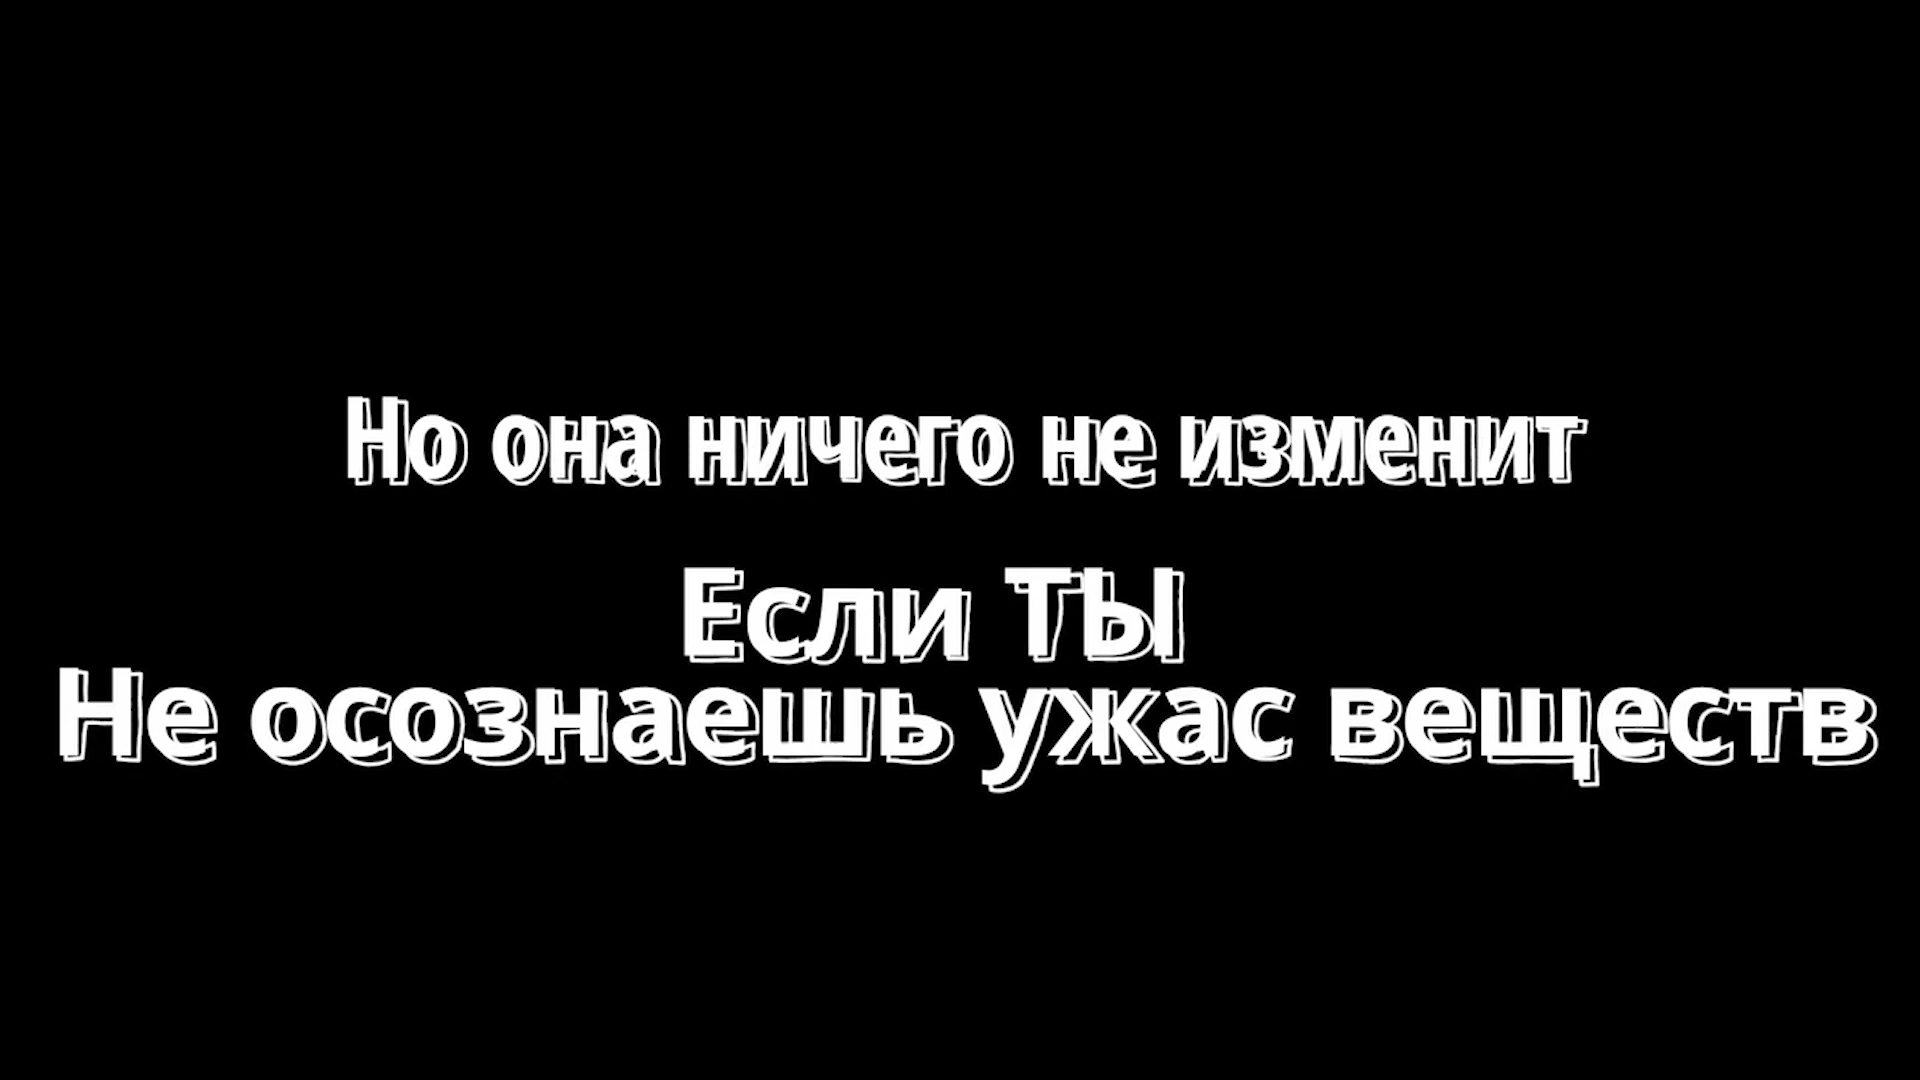 Но она ничего не изменит
Если ТЫ
Не осознаешь ужас веществ